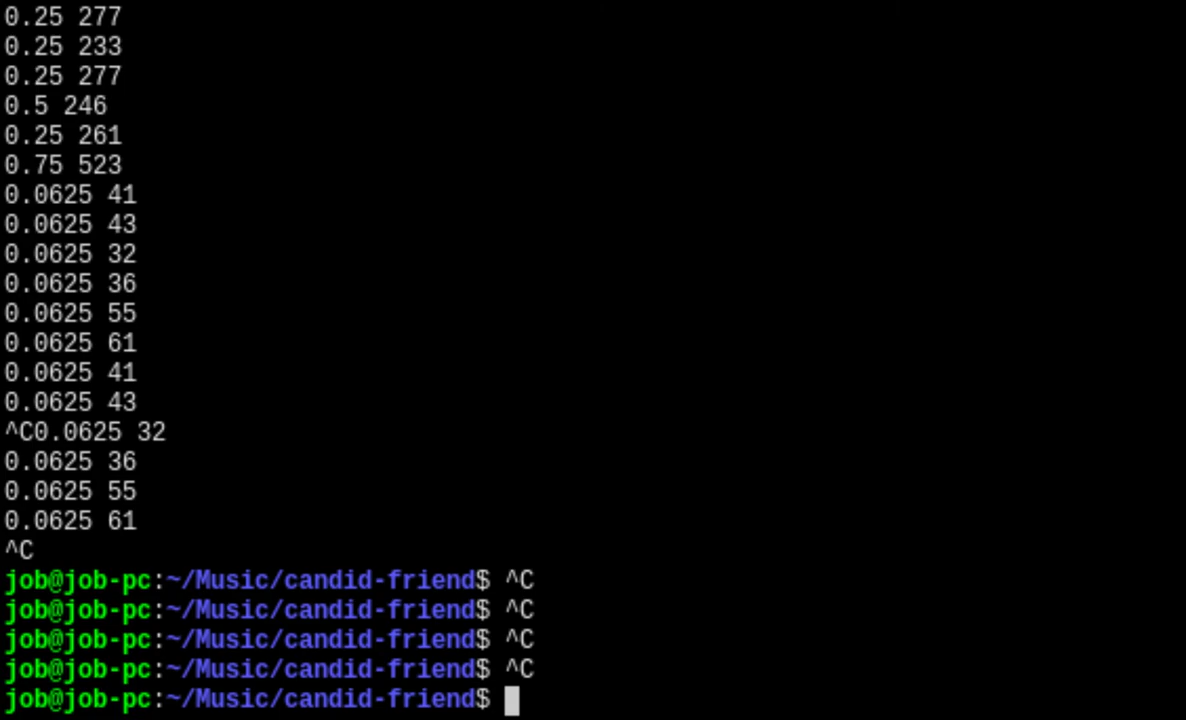 0.25 277
0.25 233
0.25 277
0.5 246
0.25 261
0.75 523
0.0625 41
0.0625 43
0.0625 32
0.0625 36
0.0625 55
0.0625 61
0.0625 41
0.0625 43
^C0.0625 32
0.0625 36
0.0625 55
0.0625 61
^C
job@job-pc:~/Music/candid-friend$ ^C
job@job-pc:~/Music/candid-friend$ ^C
job@job-pc:~/Music/candid-friend$ ^C
job@job-pc:~/Music/candid-friend$ ^C
job@job-pc:~/Music/candid-friend$